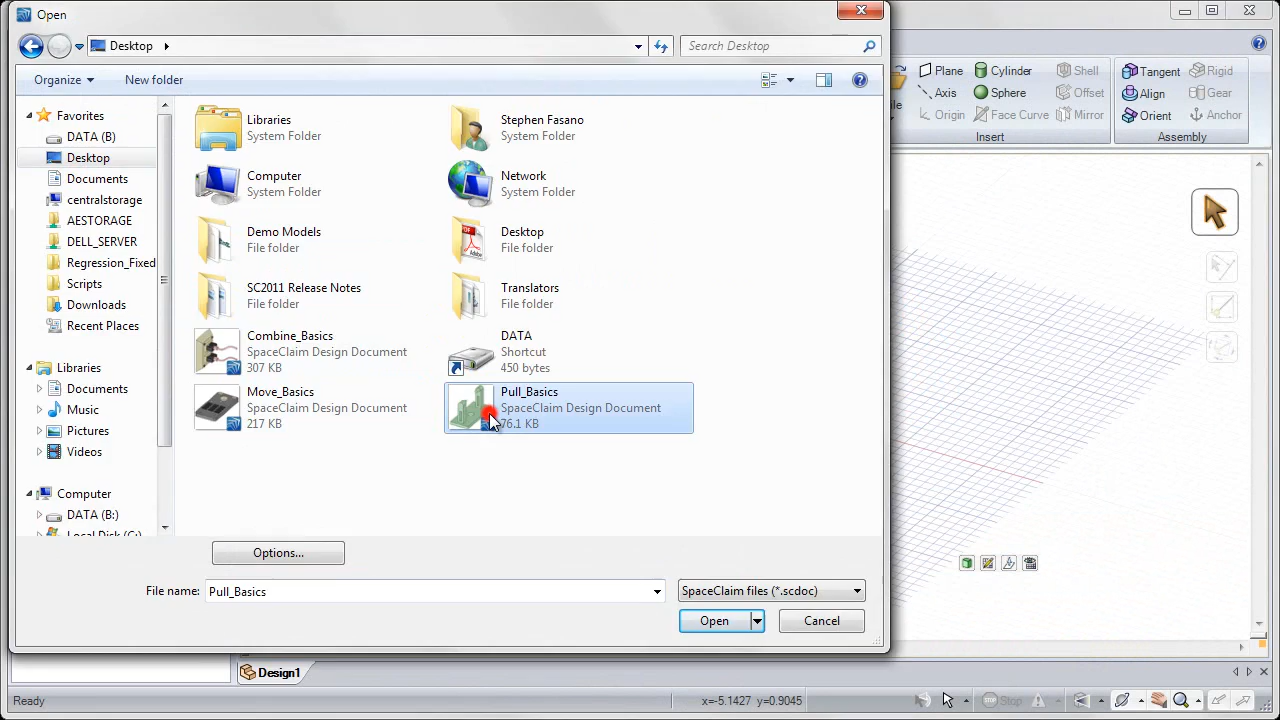 Open
Desktop
Search Desktop
Organize
New folder
Favorites
DATA (B)
Desktop
Documents
centralstorage
AESTORAGE
DELL_SERVER
Regression_Fixed
Scripts
Downloads
Recent Places
Libraries
Documents
Music
Pictures
Videos
Computer
DATA (B:)
Local Disk (C:)
Libraries
System Folder
Stephen Fasano
System Folder
Computer
System Folder
Network
System Folder
Demo Models
File folder
Desktop
File folder
SC2011 Release Notes
File folder
Translators
File folder
Combine_Basics
SpaceClaim Design Document
307 KB
DATA
Shortcut
450 bytes
Move_Basics
SpaceClaim Design Document
217 KB
Pull_Basics
SpaceClaim Design Document
76.1 KB
Options...
File name:
Pull_Basics
SpaceClaim files (*.scdoc)
Open
Cancel
Plane
Cylinder
Shell
Axis
Sphere
Offset
Origin
Face Curve
Mirror
Insert
Tangent
Rigid
Align
Gear
Orient
Anchor
Assembly
Design1
Ready
x=-5.1427 y=0.9045
Stop